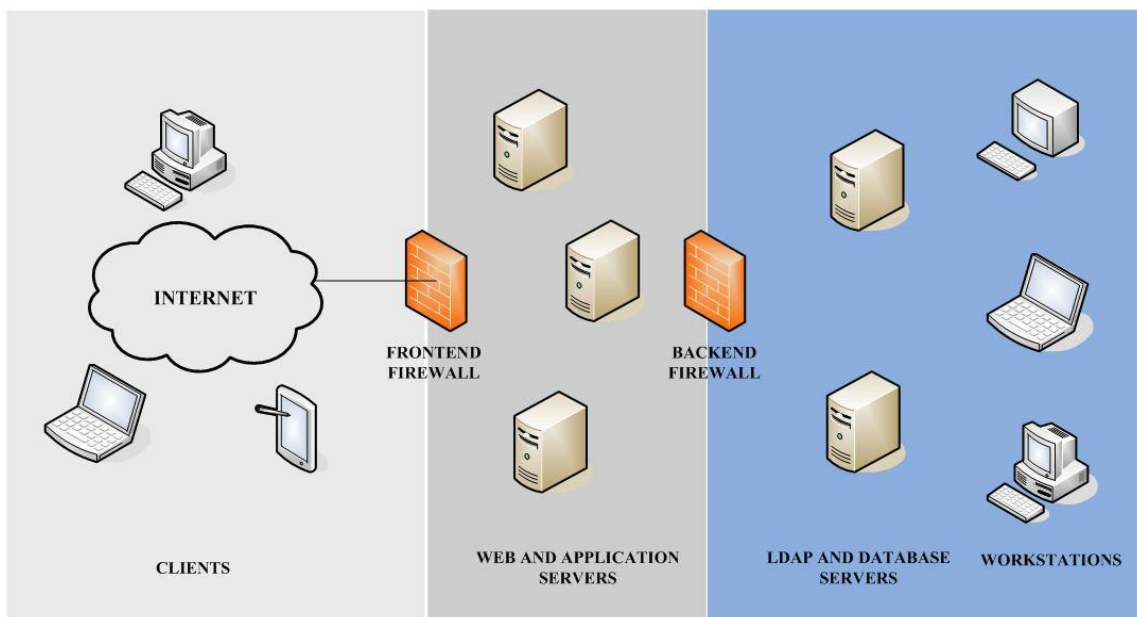 INTERNET
FRONTEND
FIREWALL
BACKEND
FIREWALL
CLIENTS
WEB AND APPLICATION
SERVERS
LDAP AND DATABASE
SERVERS
WORKSTATIONS